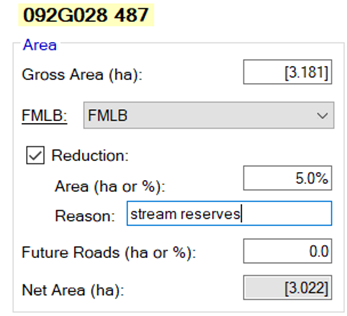 092G028 487
Area
Gross Area (ha): [3.181]
FMLB: FMLB
Reduction:
Area (ha or %): 5.0%
Reason: stream reserves
Future Roads (ha or %): 0.0
Net Area (ha): [3.022]